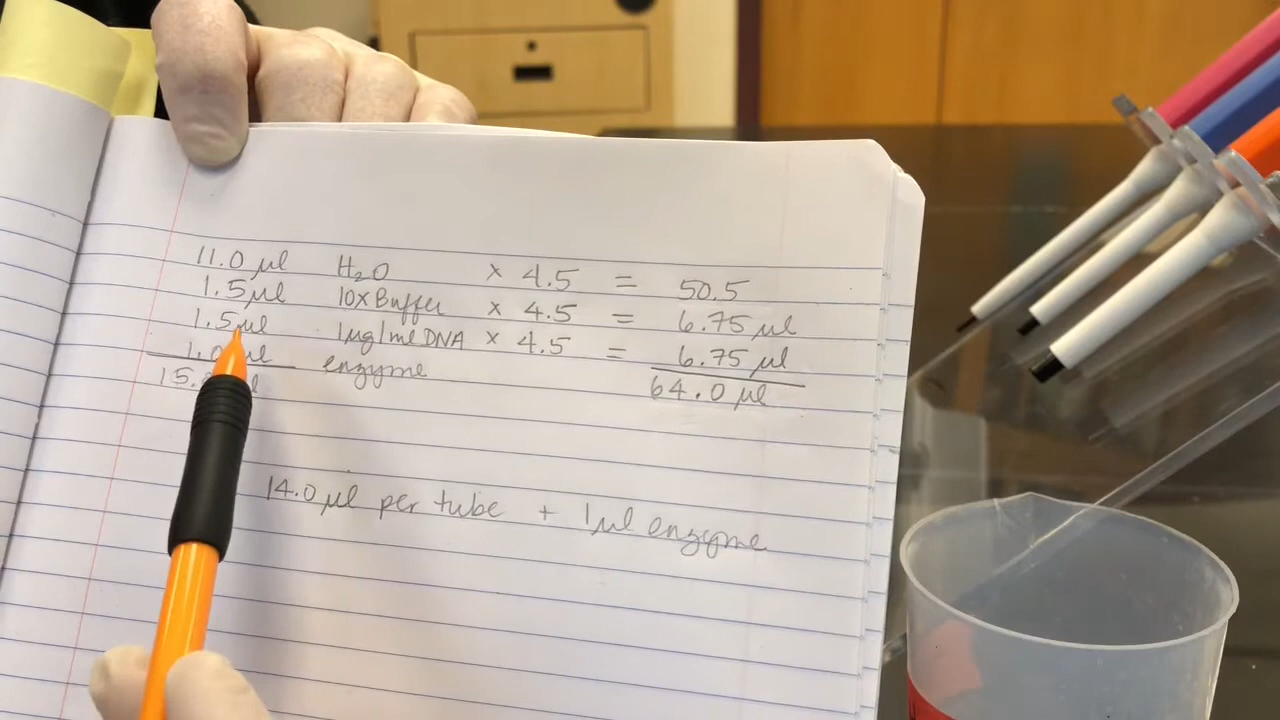 11.0 µl H₂O × 4.5 = 50.5
1.5 µl 10x Buffer × 4.5 = 6.75 µl
1.5 µl 1µg/ml DNA × 4.5 = 6.75 µl
enzyme 64.0 µl
14.0 µl per tube + 1 µl enzyme